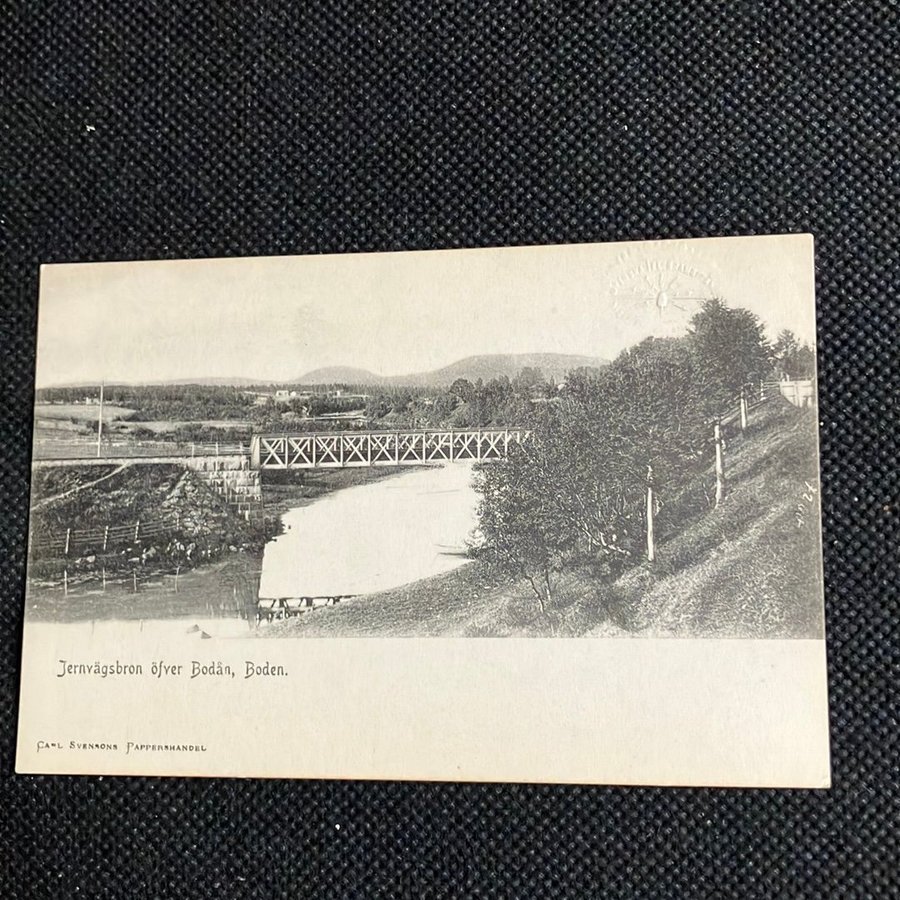 Jernvägsbron öfver Bodån, Boden.
Carl Svensons Pappershandel